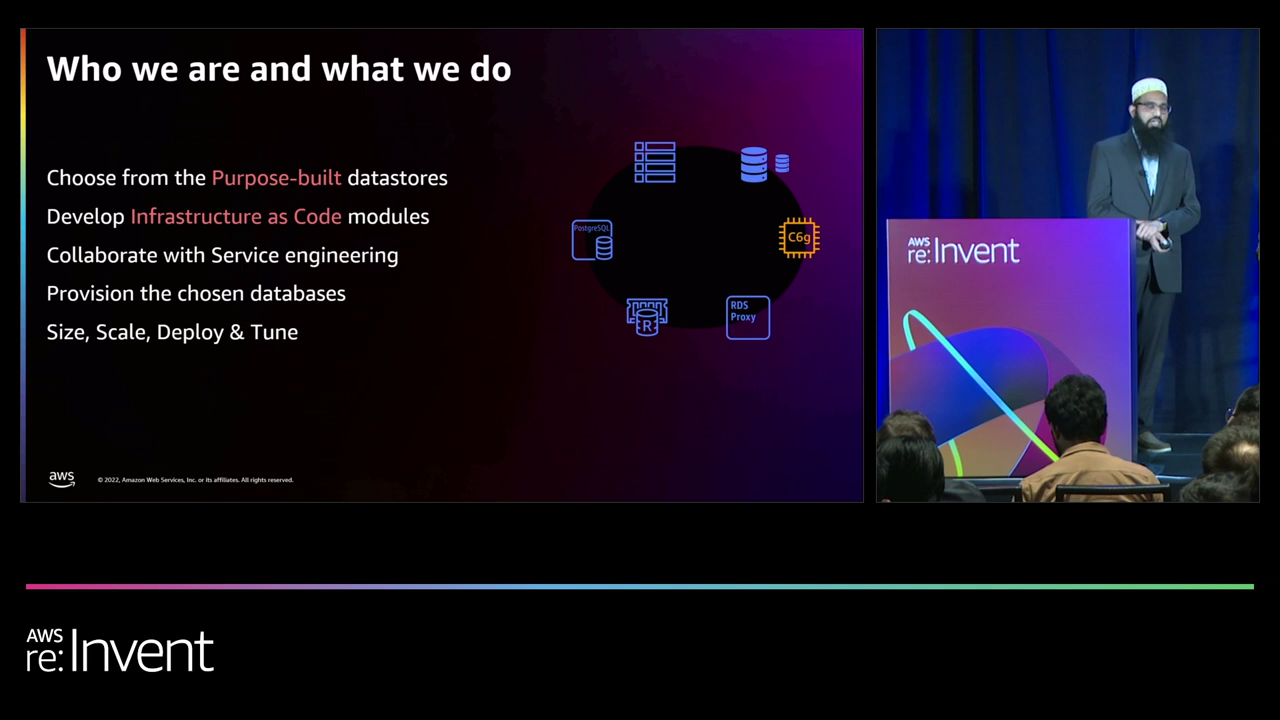 Who we are and what we do
Choose from the Purpose-built datastores
Develop Infrastructure as Code modules
Collaborate with Service engineering
Provision the chosen databases
Size, Scale, Deploy & Tune
PostgreSQL
C6g
R
RDS
Proxy
aws
© 2022, Amazon Web Services, Inc. or its affiliates. All rights reserved.
AWS
re:Invent
AWS
re:Invent